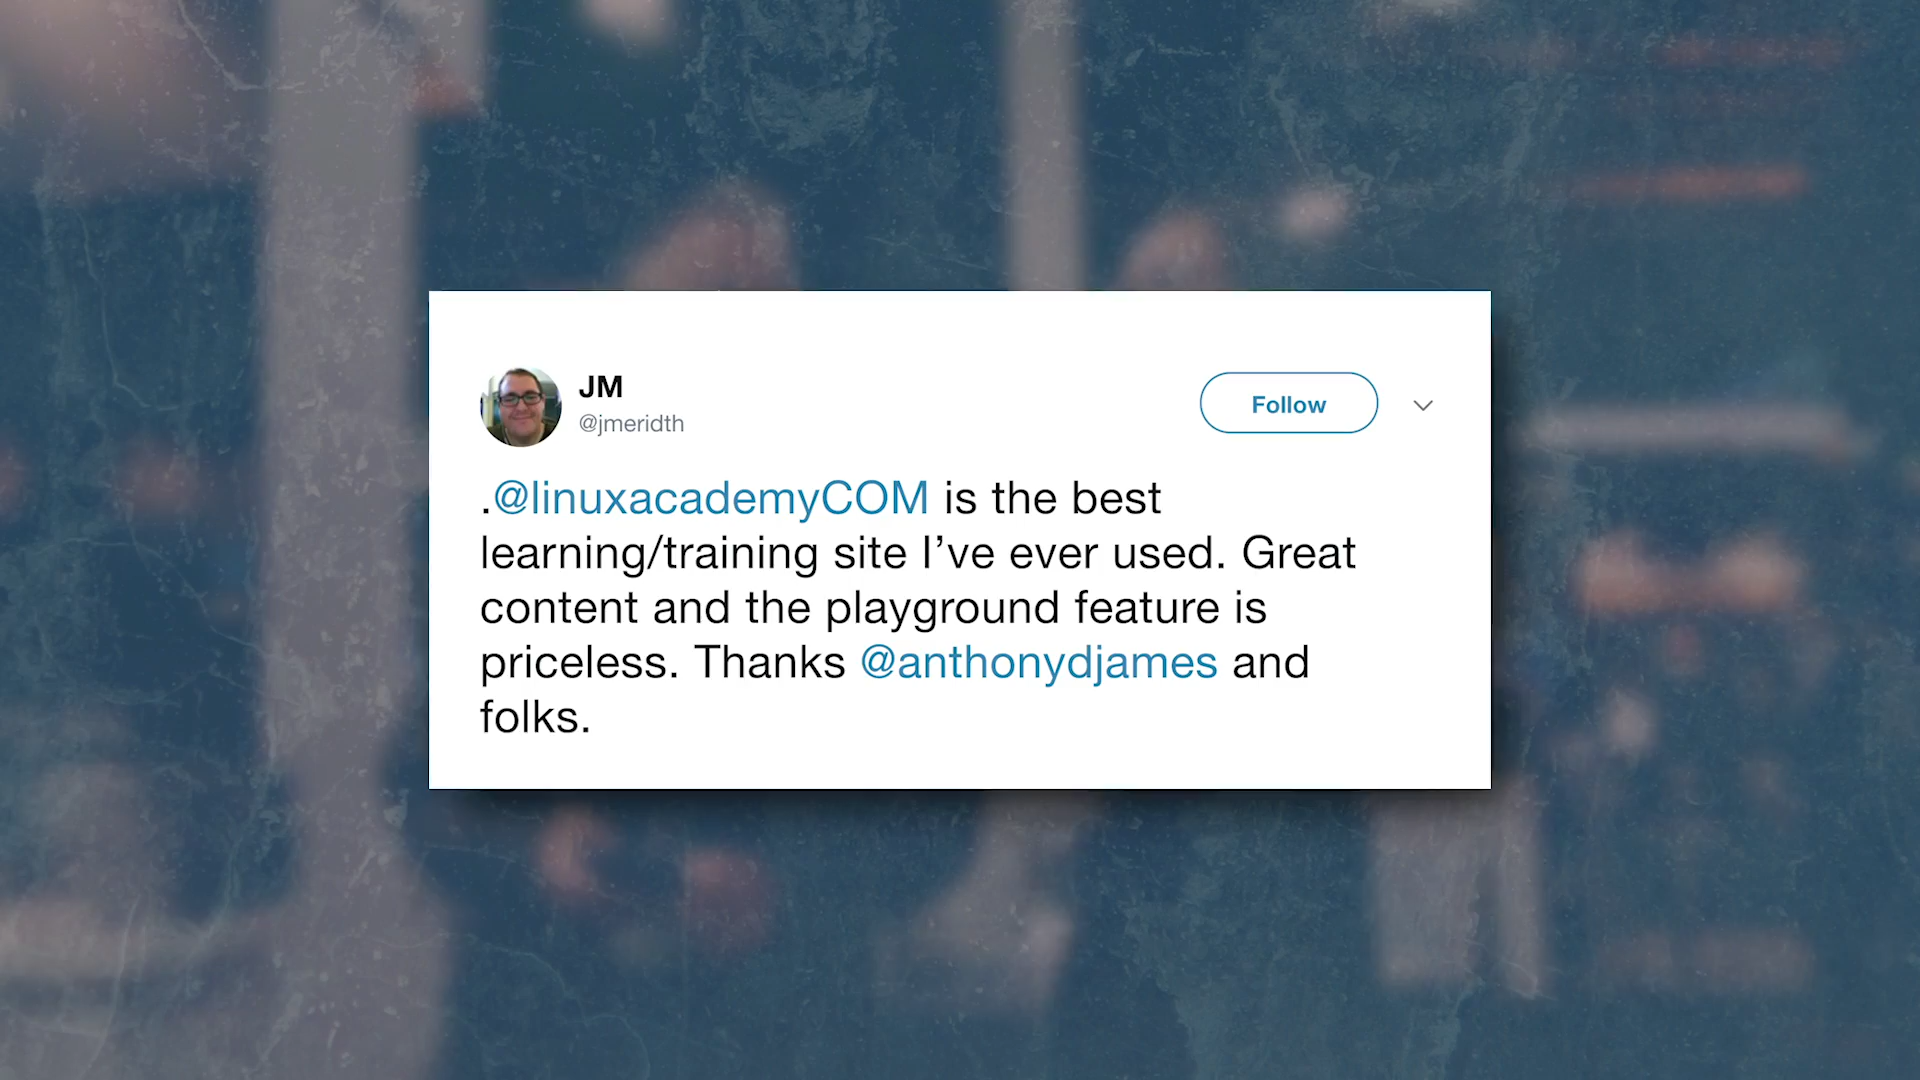 JM
@jmeridth
Follow
.@linuxacademyCOM is the best
learning/training site I’ve ever used. Great
content and the playground feature is
priceless. Thanks @anthonydjames and
folks.